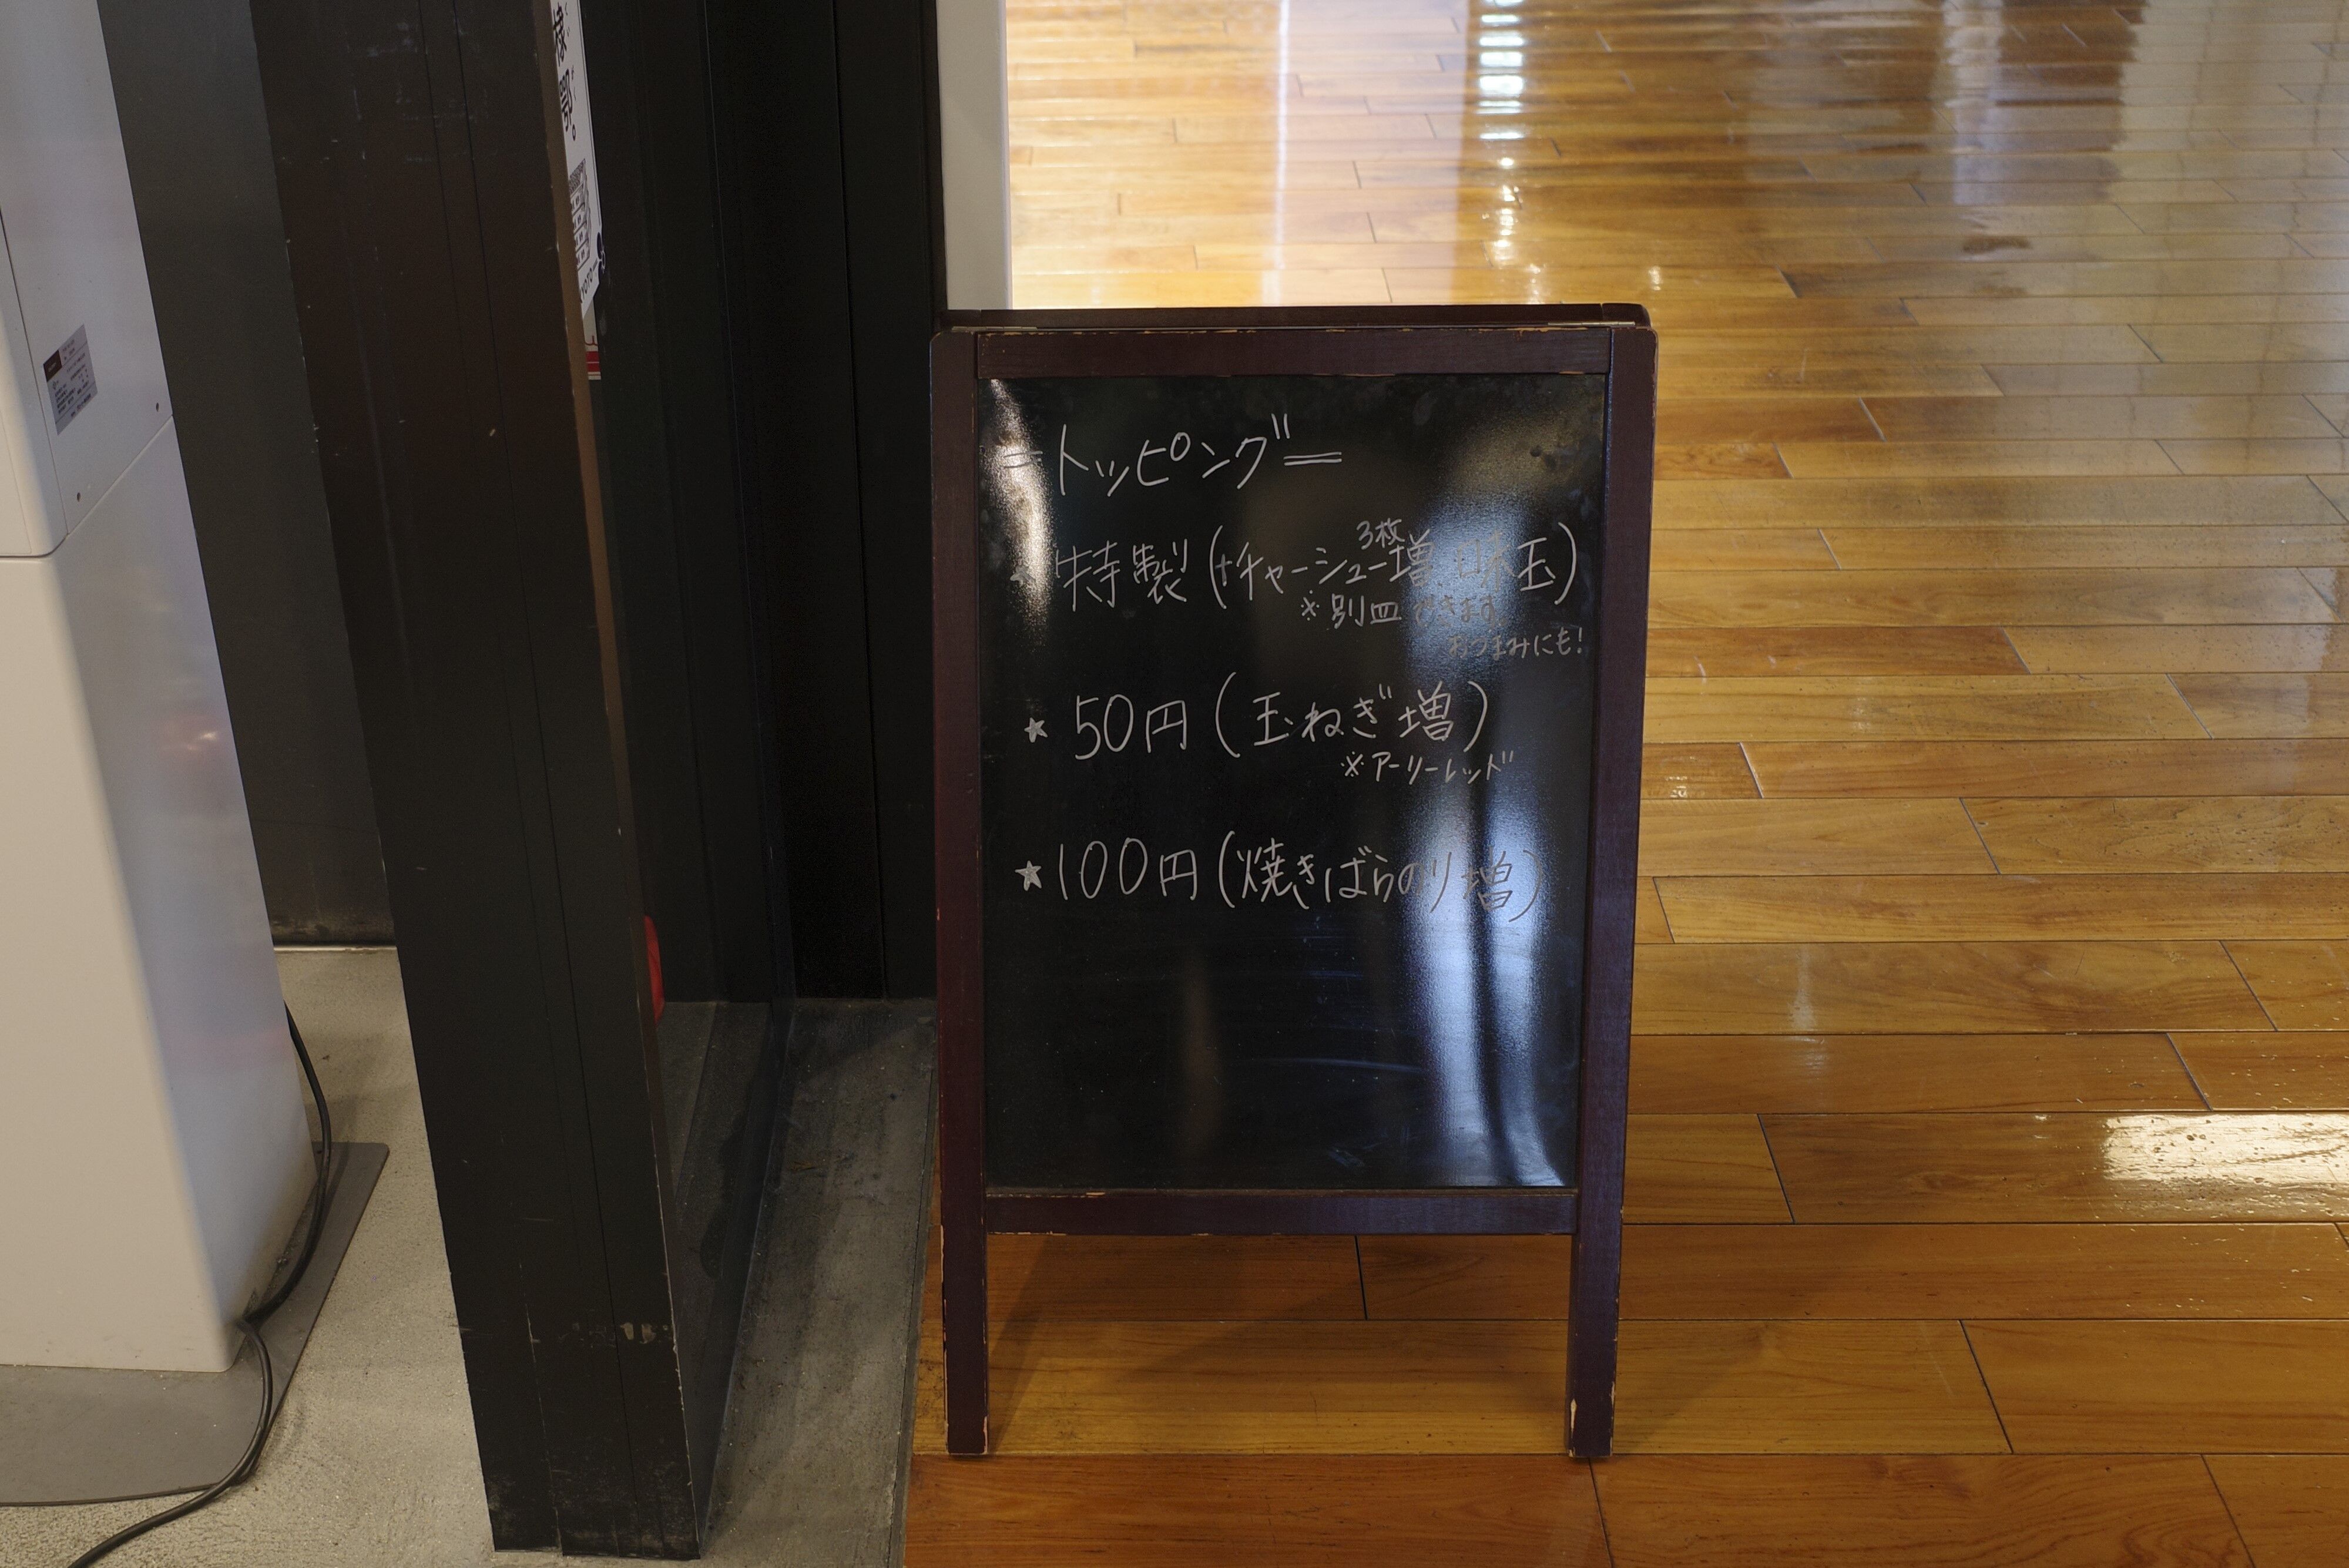 =トッピング=
★特製(+チャーシュー3枚増 味玉)
※別皿できます。
おつまみにも!
★50円(玉ねぎ増)
※アーリーレッド
★100円(焼きばらのり増)